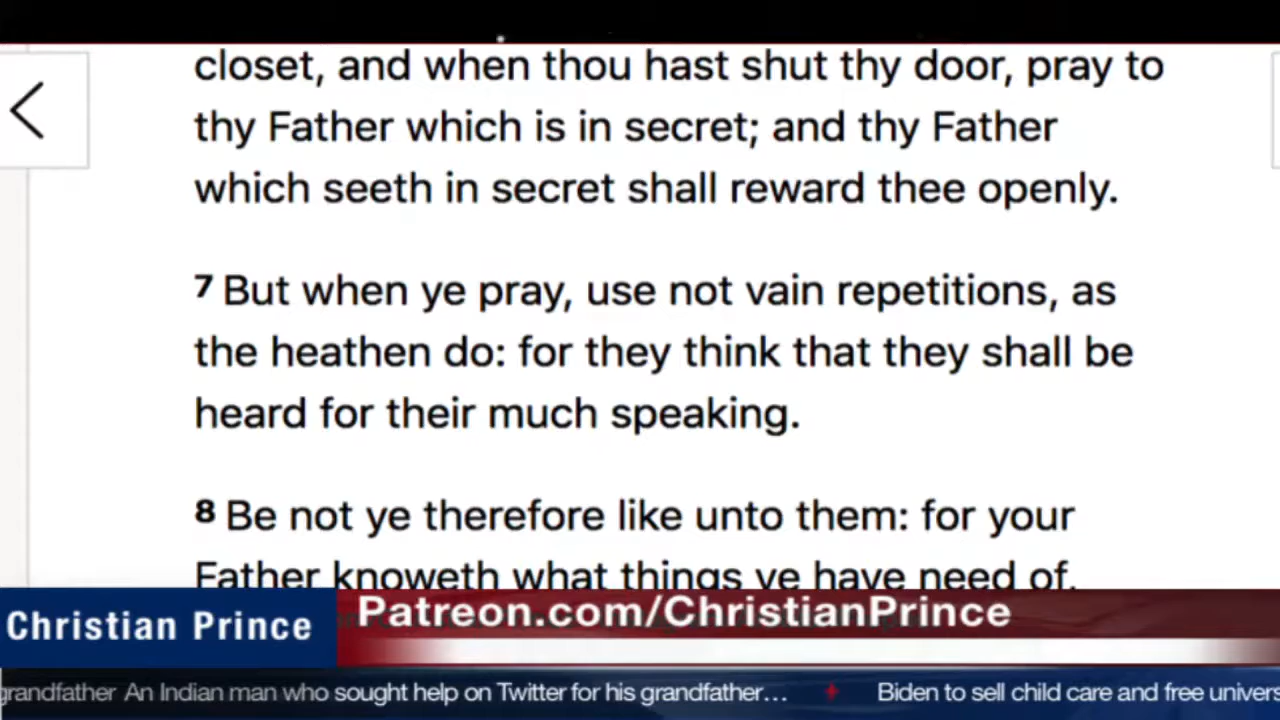 closet, and when thou hast shut thy door, pray to
thy Father which is in secret; and thy Father
which seeth in secret shall reward thee openly.
7 But when ye pray, use not vain repetitions, as
the heathen do: for they think that they shall be
heard for their much speaking.
8 Be not ye therefore like unto them: for your
Father knoweth what things ye have need of,
Christian Prince
Patreon.com/ChristianPrince
grandfather An Indian man who sought help on Twitter for his grandfather... Biden to sell child care and free univers